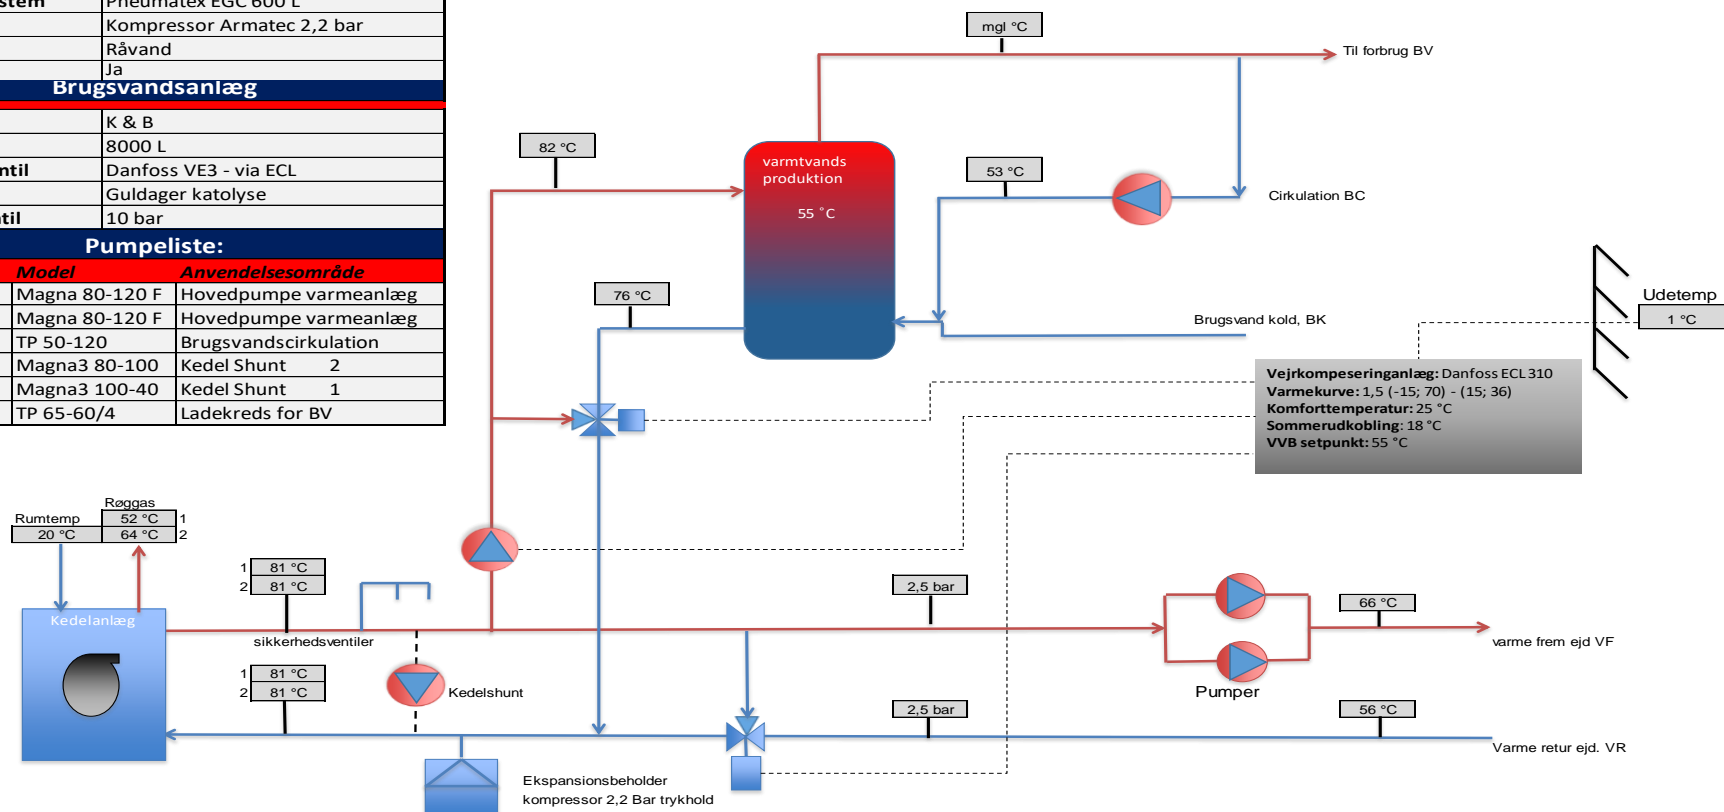 stem Pneumatex EGC 600 L
Kompressor Armatec 2,2 bar
Råvand
Ja
Brugsvandsanlæg
K & B
8000 L
ntil Danfoss VE3 - via ECL
Guldager katolyse
til 10 bar
Pumpeliste:
Model Anvendelsesområde
Magna 80-120 F Hovedpumpe varmeanlæg
Magna 80-120 F Hovedpumpe varmeanlæg
TP 50-120 Brugsvandscirkulation
Magna3 80-100 Kedel Shunt 2
Magna3 100-40 Kedel Shunt 1
TP 65-60/4 Ladekreds for BV
mgl °C
Til forbrug BV
82 °C
varmtvands
produktion
55 °C
53 °C
Cirkulation BC
76 °C
Brugsvand kold, BK
Udetemp
1 °C
Vejrkompeseringanlæg: Danfoss ECL 310
Varmekurve: 1,5 (-15; 70) - (15; 36)
Komforttemperatur: 25 °C
Sommerudkobling: 18 °C
VVB setpunkt: 55 °C
Røggas
Rumtemp 52 °C 1
20 °C 64 °C 2
1 81 °C
2 81 °C
Kedelanlæg
sikkerhedsventiler
1 81 °C
2 81 °C
Kedelshunt
2,5 bar
66 °C
varme frem ejd VF
Pumper
2,5 bar
56 °C
Varme retur ejd. VR
Ekspansionsbeholder
kompressor 2,2 Bar trykhold